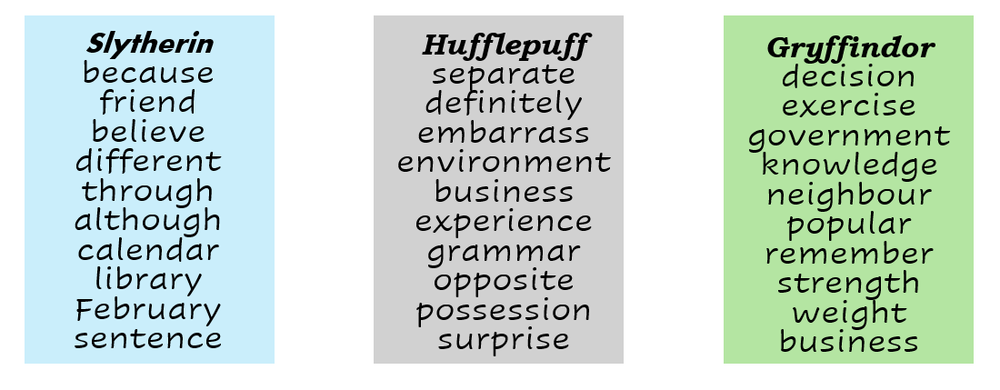 Slytherin
because
friend
believe
different
through
although
calendar
library
February
sentence
Hufflepuff
separate
definitely
embarrass
environment
business
experience
grammar
opposite
possession
surprise
Gryffindor
decision
exercise
government
knowledge
neighbour
popular
remember
strength
weight
business